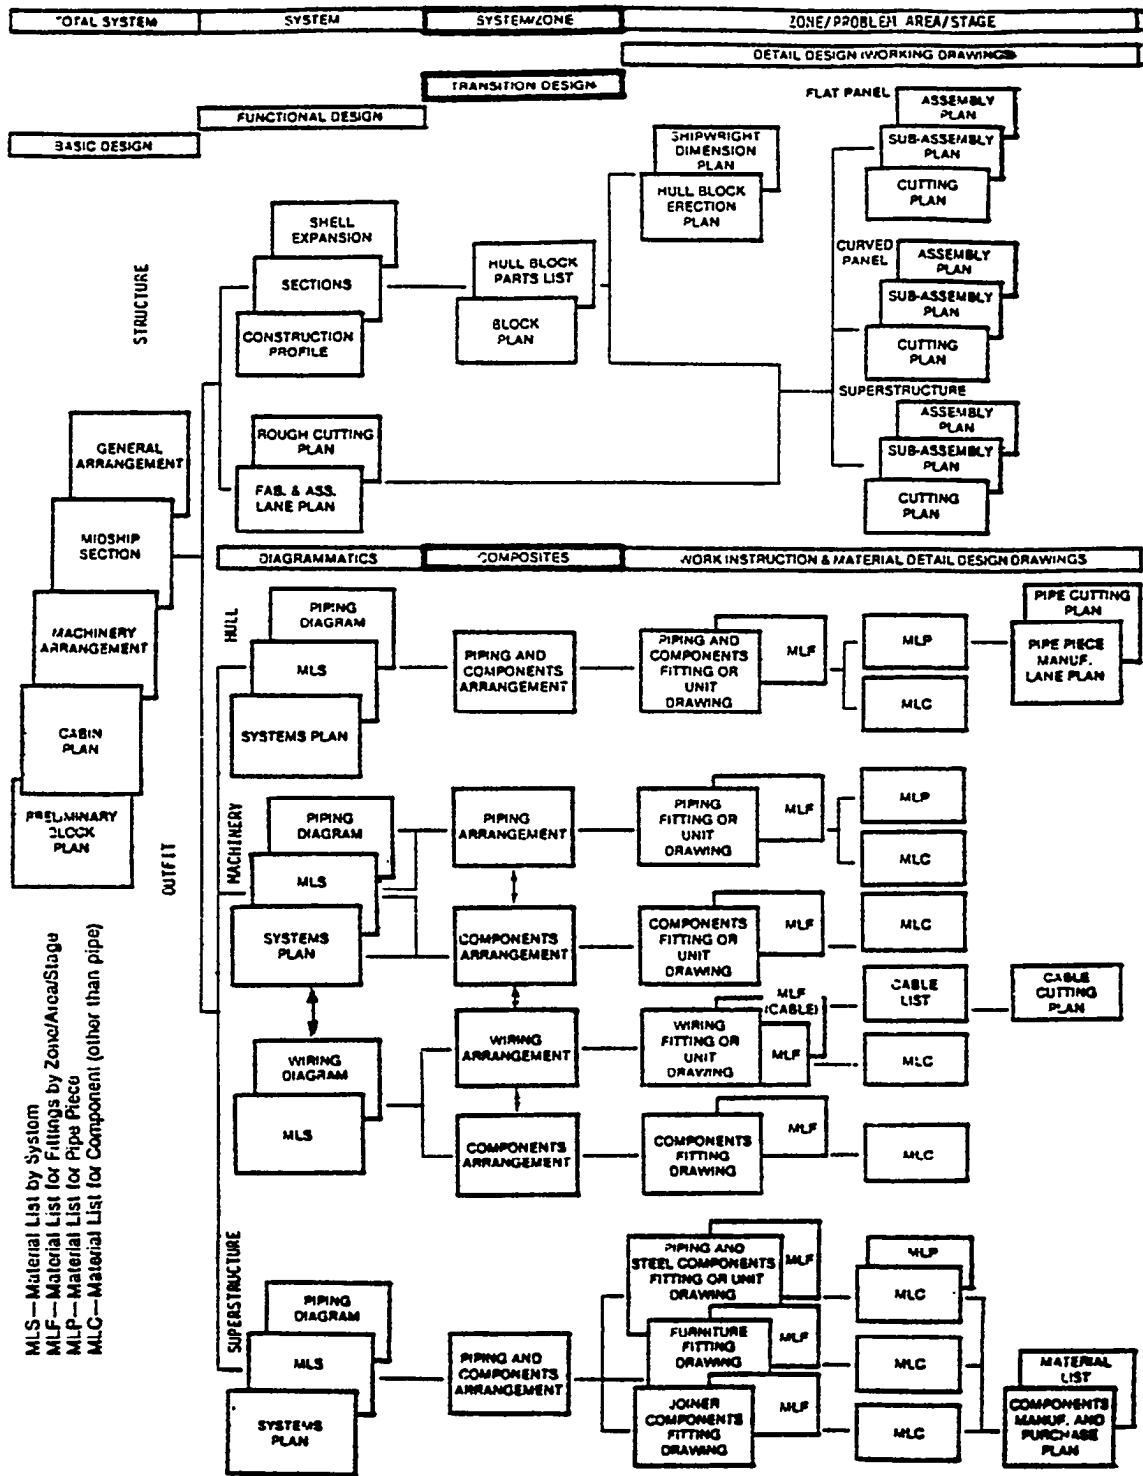 TOTAL SYSTEM
SYSTEM
SYSTEM/ZONE
ZONE/PROBLEM AREA/STAGE
DETAIL DESIGN (WORKING DRAWINGS)
TRANSITION DESIGN
FUNCTIONAL DESIGN
BASIC DESIGN
STRUCTURE
GENERAL
ARRANGEMENT
MIDSHIP
SECTION
MACHINERY
ARRANGEMENT
CABIN
PLAN
PRELIMINARY
BLOCK
PLAN
SHELL
EXPANSION
SECTIONS
CONSTRUCTION
PROFILE
ROUGH CUTTING
PLAN
FAB. & ASS.
LANE PLAN
HULL BLOCK
PARTS LIST
BLOCK
PLAN
SHIPWRIGHT
DIMENSION
PLAN
HULL BLOCK
ERECTION
PLAN
FLAT PANEL
ASSEMBLY
PLAN
SUB-ASSEMBLY
PLAN
CUTTING
PLAN
CURVED
PANEL
ASSEMBLY
PLAN
SUB-ASSEMBLY
PLAN
CUTTING
PLAN
SUPERSTRUCTURE
ASSEMBLY
PLAN
SUB-ASSEMBLY
PLAN
CUTTING
PLAN
OUTFIT
DIAGRAMMATICS
COMPOSITES
WORK INSTRUCTION & MATERIAL DETAIL DESIGN DRAWINGS
HULL
PIPING
DIAGRAM
MLS
SYSTEMS PLAN
PIPING AND
COMPONENTS
ARRANGEMENT
PIPING AND
COMPONENTS
FITTING OR
UNIT
DRAWING
MLF
MLP
MLC
PIPE CUTTING
PLAN
PIPE PIECE
MANUF.
LANE PLAN
MACHINERY
PIPING
DIAGRAM
MLS
SYSTEMS
PLAN
PIPING
ARRANGEMENT
PIPING
FITTING OR
UNIT
DRAWING
MLF
MLP
MLC
COMPONENTS
ARRANGEMENT
COMPONENTS
FITTING OR
UNIT
DRAWING
MLF
MLC
WIRING
DIAGRAM
MLS
WIRING
ARRANGEMENT
WIRING
FITTING OR
UNIT
DRAWING
MLF
(CABLE)
MLF
CABLE
LIST
MLC
CABLE
CUTTING
PLAN
COMPONENTS
ARRANGEMENT
COMPONENTS
FITTING
DRAWING
MLF
MLC
SUPERSTRUCTURE
PIPING
DIAGRAM
MLS
SYSTEMS
PLAN
PIPING AND
COMPONENTS
ARRANGEMENT
PIPING AND
STEEL COMPONENTS
FITTING OR UNIT
DRAWING
MLF
MLP
MLC
FURNITURE
FITTING
DRAWING
MLF
MLC
JOINER
COMPONENTS
FITTING
DRAWING
MLF
MLC
MATERIAL
LIST
COMPONENTS
MANUF. AND
PURCHASE
PLAN
MLS—Material List by System
MLF—Material List for Fittings by Zone/Area/Stage
MLP—Material List for Pipe Piece
MLC—Material List for Component (other than pipe)